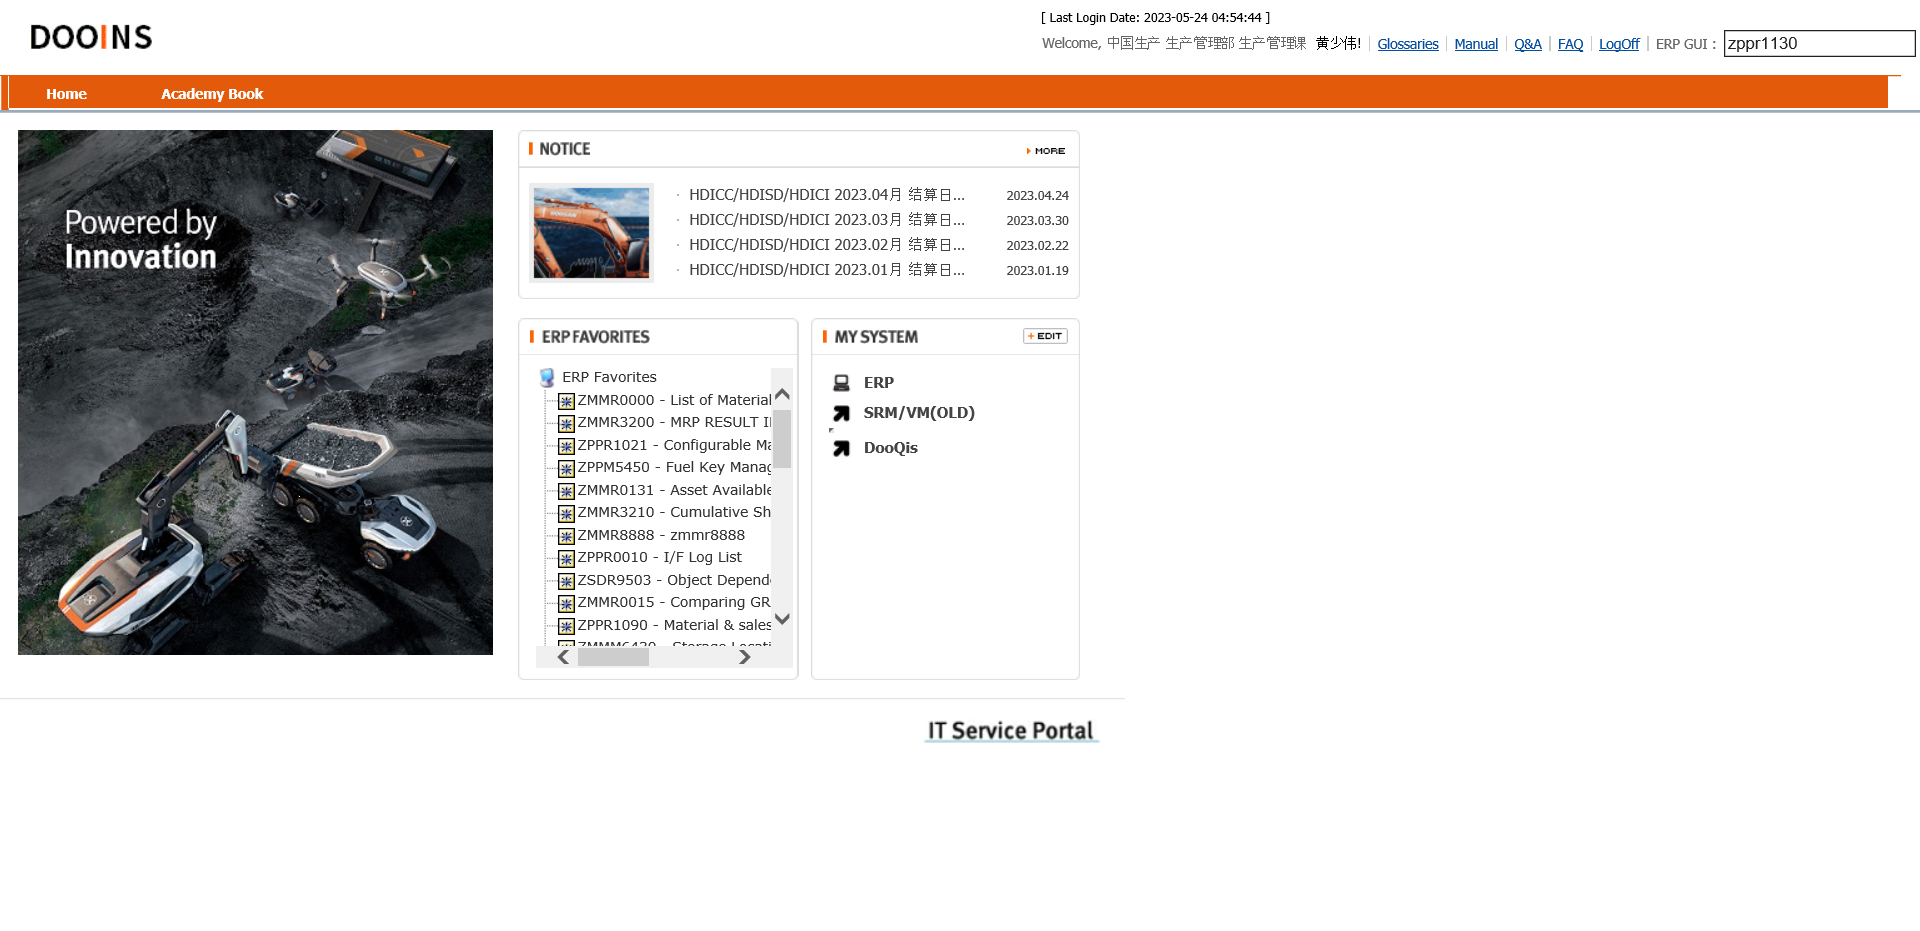 DOOINS
[ Last Login Date: 2023-05-24 04:54:44 ]
Welcome, 中国生产 生产管理部 生产管理课 黄少伟! Glossaries Manual Q&A FAQ LogOff ERP GUI : zppr1130
Home Academy Book
Powered by
Innovation
NOTICE MORE
HDICC/HDISD/HDICI 2023.04月 结算日... 2023.04.24
HDICC/HDISD/HDICI 2023.03月 结算日... 2023.03.30
HDICC/HDISD/HDICI 2023.02月 结算日... 2023.02.22
HDICC/HDISD/HDICI 2023.01月 结算日... 2023.01.19
ERP FAVORITES
ERP Favorites
ZMMR0000 - List of Material
ZMMR3200 - MRP RESULT I
ZPPR1021 - Configurable Ma
ZPPM5450 - Fuel Key Manag
ZMMR0131 - Asset Available
ZMMR3210 - Cumulative Sh
ZMMR8888 - zmmr8888
ZPPR0010 - I/F Log List
ZSDR9503 - Object Depende
ZMMR0015 - Comparing GR
ZPPR1090 - Material & sales
MY SYSTEM + EDIT
ERP
SRM/VM(OLD)
DooQis
IT Service Portal